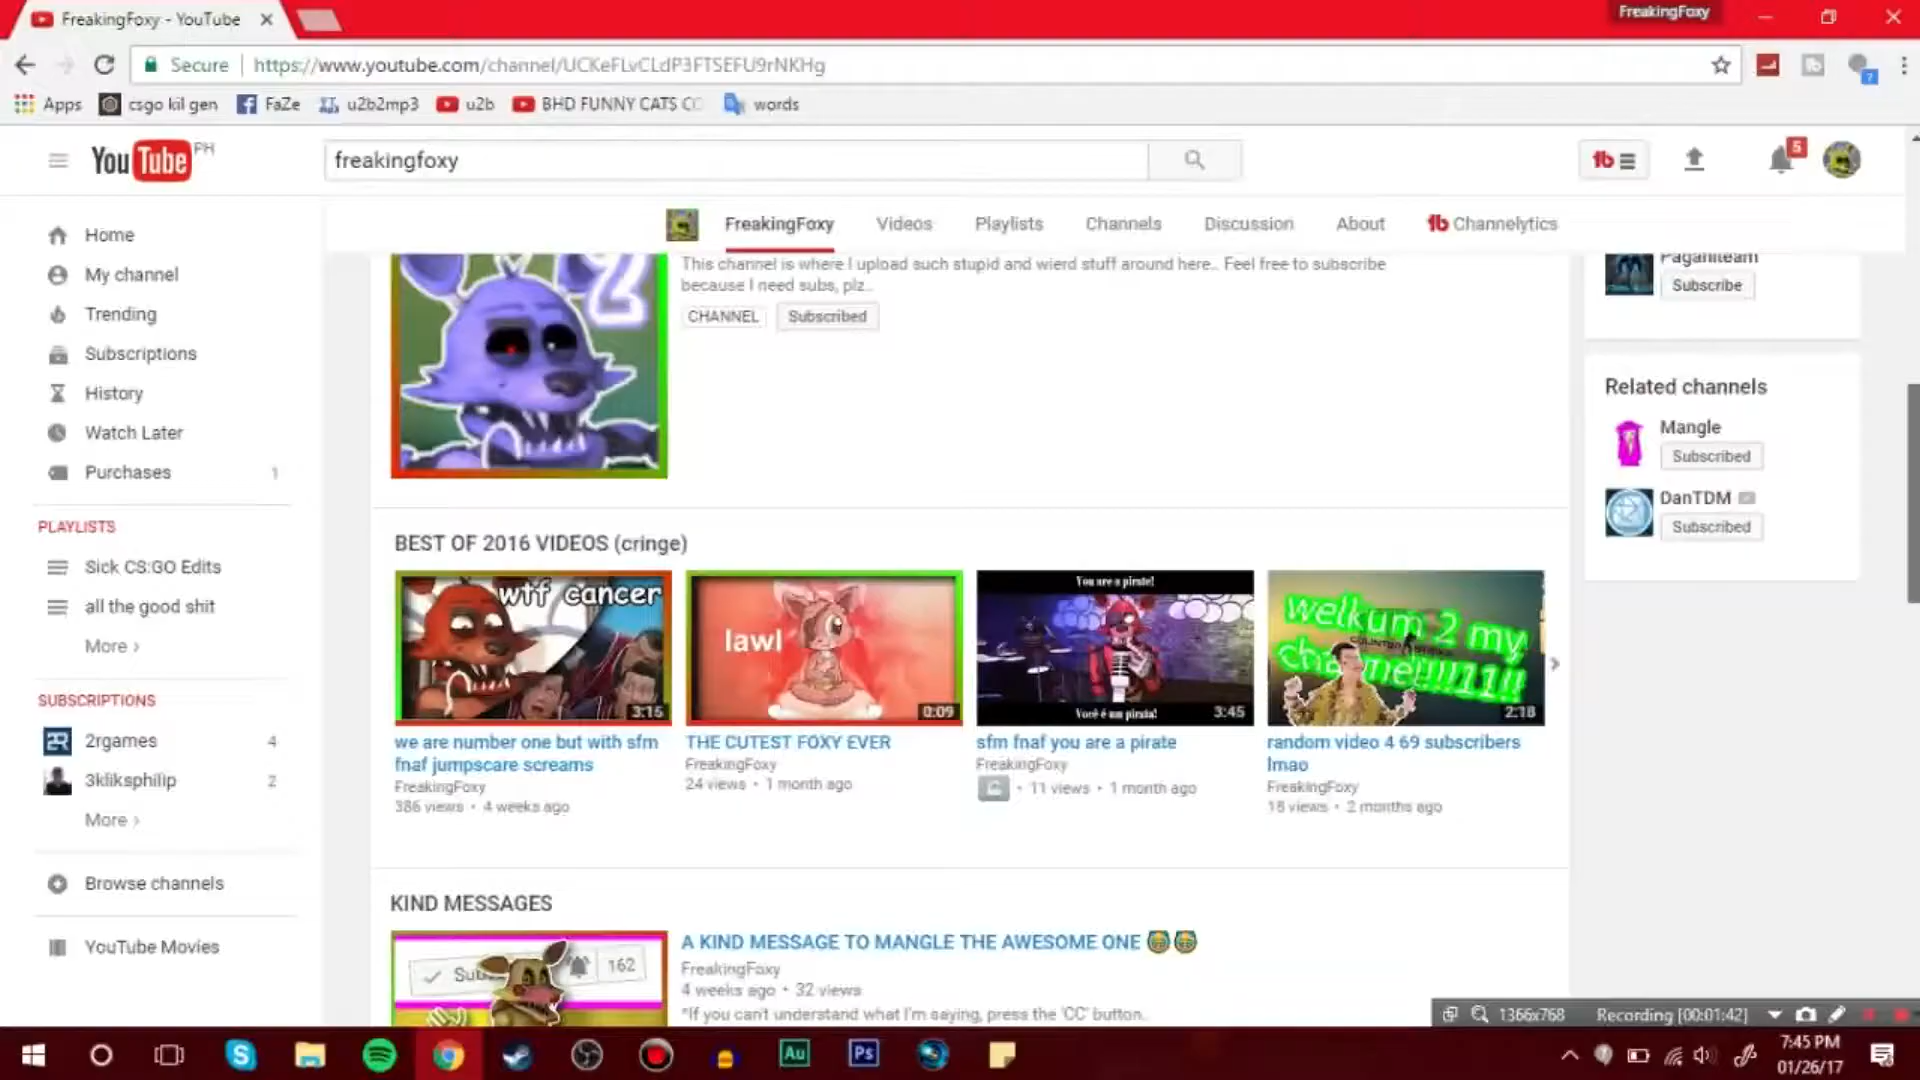 FreakingFoxy - YouTube
FreakingFoxy
Secure
https://www.youtube.com/channel/UCKeFLvCLdP3FTSEFU9rNKHg
Apps
csgo kil gen
FaZe
u2b2mp3
u2b
BHD FUNNY CATS CO
words
YouTube PH
freakingfoxy
5
FreakingFoxy
Videos
Playlists
Channels
Discussion
About
Channelytics
Home
My channel
Trending
Subscriptions
History
Watch Later
Purchases 1
PLAYLISTS
Sick CS:GO Edits
all the good shit
More ›
SUBSCRIPTIONS
2rgames 4
3kliksphilip 2
More ›
Browse channels
YouTube Movies
2
This channel is where I upload such stupid and wierd stuff around here.. Feel free to subscribe
because I need subs, plz..
CHANNEL
Subscribed
BEST OF 2016 VIDEOS (cringe)
wtf cancer
3:15
we are number one but with sfm
fnaf jumpscare screams
FreakingFoxy
386 views • 4 weeks ago
lawl
0:09
THE CUTEST FOXY EVER
FreakingFoxy
24 views • 1 month ago
You are a pirate!
Você é um pirata!
3:45
sfm fnaf you are a pirate
FreakingFoxy
• 11 views • 1 month ago
welkum 2 my
channel!!!!11!!
2:18
random video 4 69 subscribers
lmao
FreakingFoxy
18 views • 2 months ago
KIND MESSAGES
162
A KIND MESSAGE TO MANGLE THE AWESOME ONE
FreakingFoxy
4 weeks ago • 32 views
*If you can't understand what I'm saying, press the 'CC' button..
Paganiteam
Subscribe
Related channels
Mangle
Subscribed
DanTDM
Subscribed
1366x768
Recording [00:01:42]
Au
Ps
7:45 PM
01/26/17